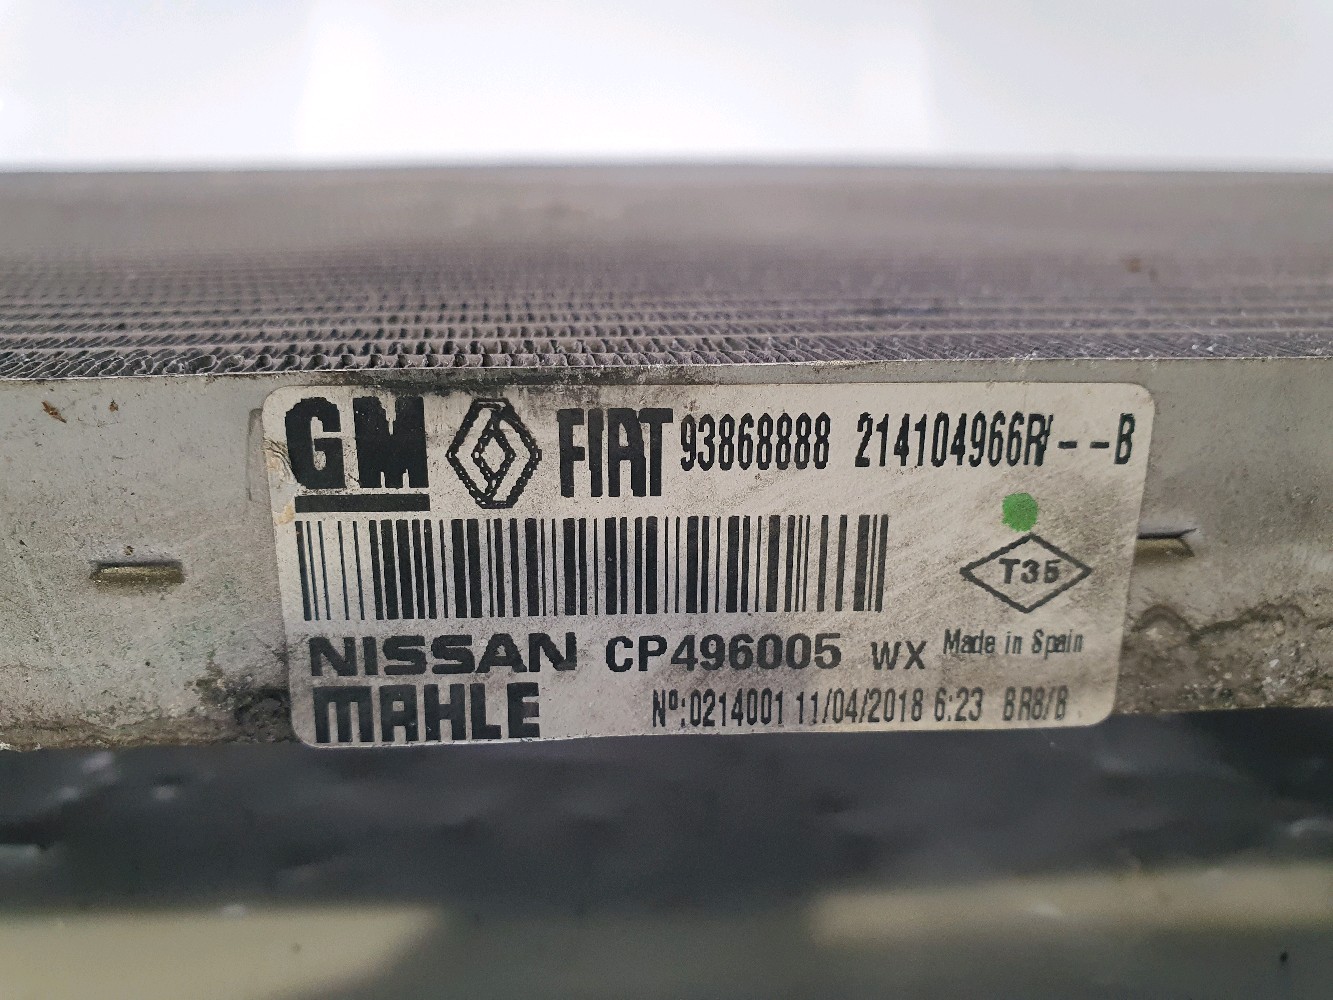 GM FIAT 93868888 214104966R/--B
T35
NISSAN CP496005 WX Made in Spain
MAHLE Nº:0214001 11/04/2018 6:23 BR8/B